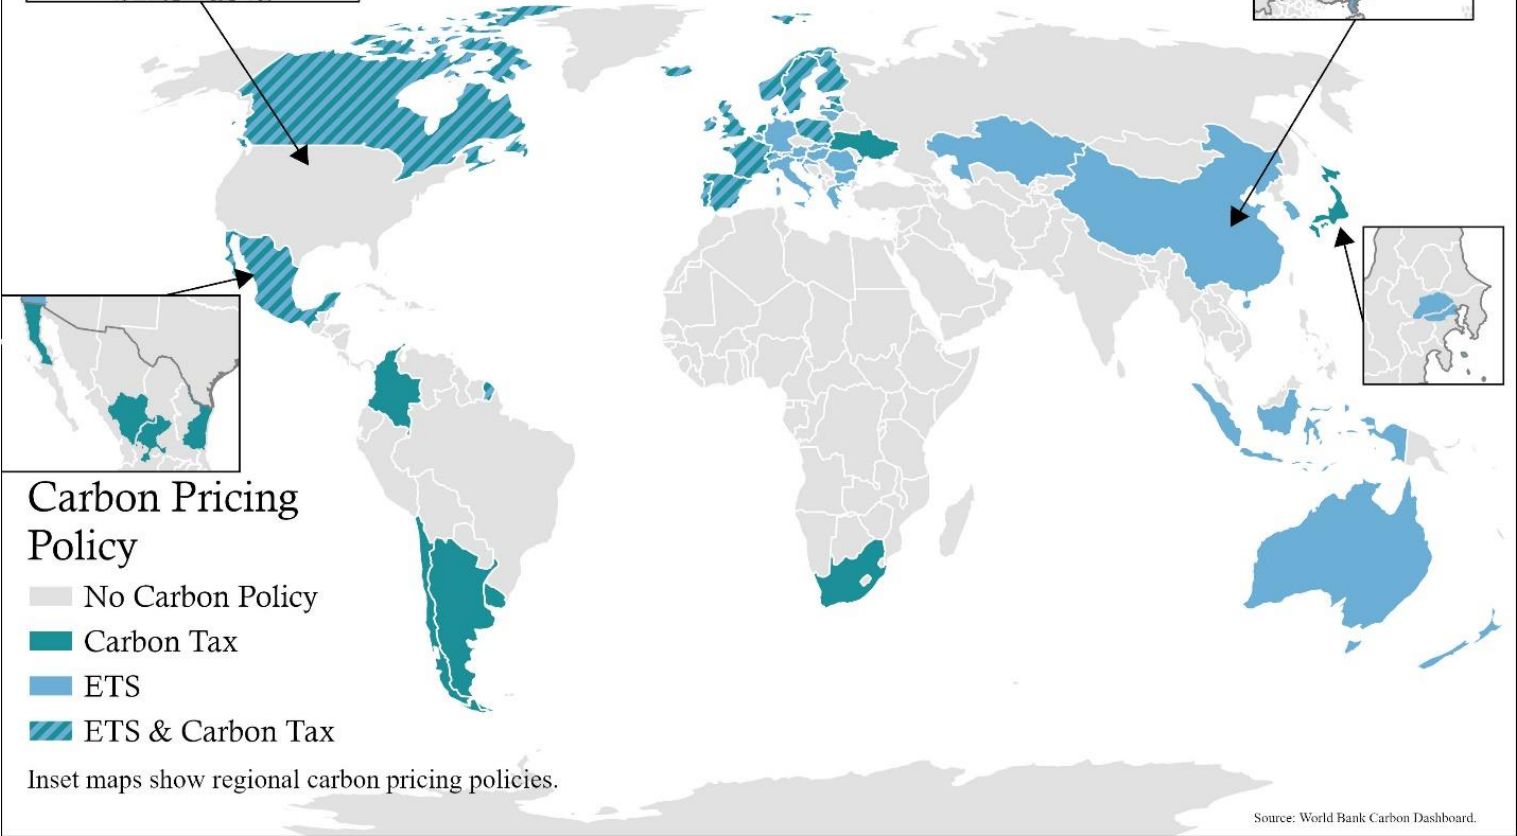 Carbon Pricing
Policy
No Carbon Policy
Carbon Tax
ETS
ETS & Carbon Tax
Inset maps show regional carbon pricing policies.
Source: World Bank Carbon Dashboard.